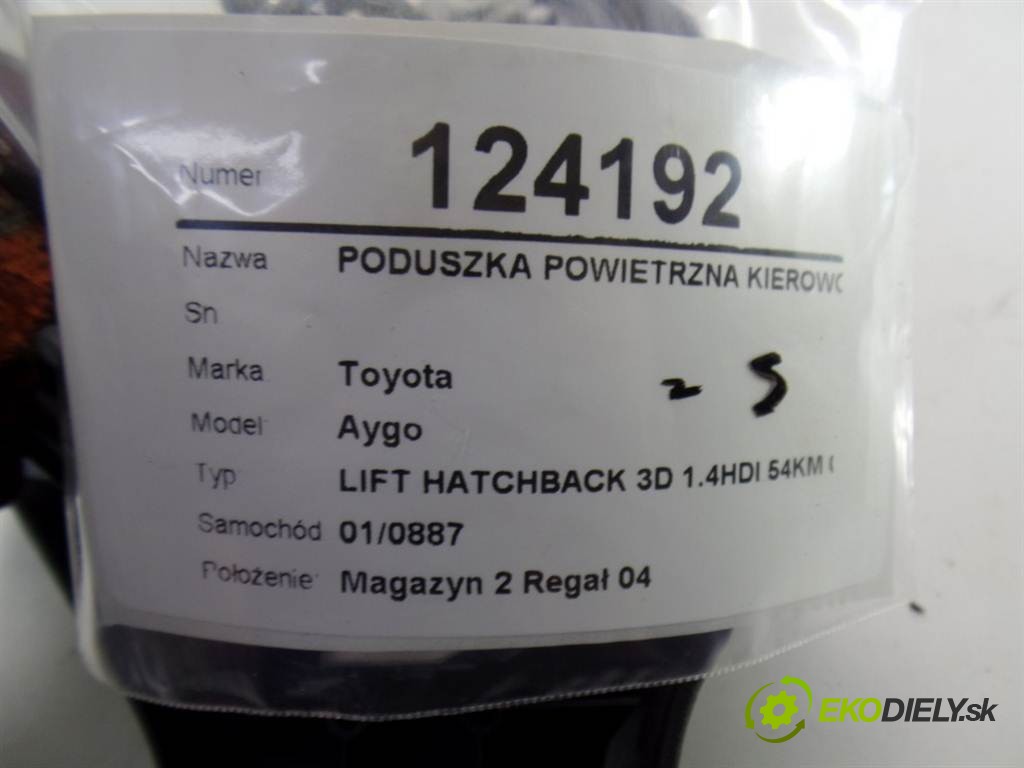 Numer 124192
Nazwa PODUSZKA POWIETRZNA KIEROWC
Sn
Marka Toyota
Model Aygo
Typ LIFT HATCHBACK 3D 1.4HDI 54KM
Samochód 01/0887
Położenie Magazyn 2 Regał 04
EKODIELY.sk